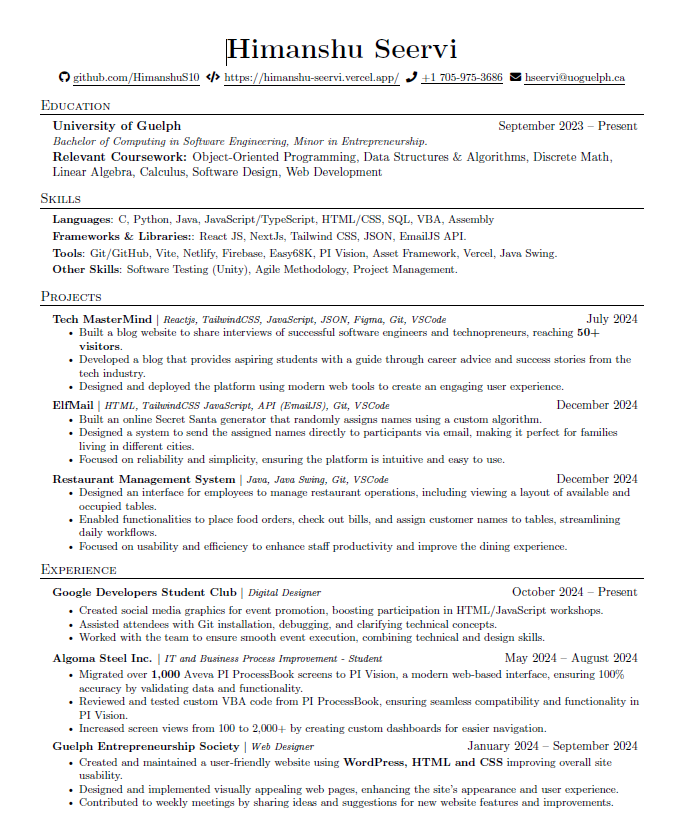 Himanshu Seervi
github.com/HimanshuS10 https://himanshu-seervi.vercel.app/ +1 705-975-3686 hseervi@uoguelph.ca
Education
University of Guelph September 2023 – Present
Bachelor of Computing in Software Engineering, Minor in Entrepreneurship.
Relevant Coursework: Object-Oriented Programming, Data Structures & Algorithms, Discrete Math,
Linear Algebra, Calculus, Software Design, Web Development
Skills
Languages: C, Python, Java, JavaScript/TypeScript, HTML/CSS, SQL, VBA, Assembly
Frameworks & Libraries:: React JS, NextJs, Tailwind CSS, JSON, EmailJS API.
Tools: Git/GitHub, Vite, Netlify, Firebase, Easy68K, PI Vision, Asset Framework, Vercel, Java Swing.
Other Skills: Software Testing (Unity), Agile Methodology, Project Management.
Projects
Tech MasterMind | Reactjs, TailwindCSS, JavaScript, JSON, Figma, Git, VSCode July 2024
• Built a blog website to share interviews of successful software engineers and technopreneurs, reaching 50+
visitors.
• Developed a blog that provides aspiring students with a guide through career advice and success stories from the
tech industry.
• Designed and deployed the platform using modern web tools to create an engaging user experience.
ElfMail | HTML, TailwindCSS JavaScript, API (EmailJS), Git, VSCode December 2024
• Built an online Secret Santa generator that randomly assigns names using a custom algorithm.
• Designed a system to send the assigned names directly to participants via email, making it perfect for families
living in different cities.
• Focused on reliability and simplicity, ensuring the platform is intuitive and easy to use.
Restaurant Management System | Java, Java Swing, Git, VSCode December 2024
• Designed an interface for employees to manage restaurant operations, including viewing a layout of available and
occupied tables.
• Enabled functionalities to place food orders, check out bills, and assign customer names to tables, streamlining
daily workflows.
• Focused on usability and efficiency to enhance staff productivity and improve the dining experience.
Experience
Google Developers Student Club | Digital Designer October 2024 – Present
• Created social media graphics for event promotion, boosting participation in HTML/JavaScript workshops.
• Assisted attendees with Git installation, debugging, and clarifying technical concepts.
• Worked with the team to ensure smooth event execution, combining technical and design skills.
Algoma Steel Inc. | IT and Business Process Improvement - Student May 2024 – August 2024
• Migrated over 1,000 Aveva PI ProcessBook screens to PI Vision, a modern web-based interface, ensuring 100%
accuracy by validating data and functionality.
• Reviewed and tested custom VBA code from PI ProcessBook, ensuring seamless compatibility and functionality in
PI Vision.
• Increased screen views from 100 to 2,000+ by creating custom dashboards for easier navigation.
Guelph Entrepreneurship Society | Web Designer January 2024 – September 2024
• Created and maintained a user-friendly website using WordPress, HTML and CSS improving overall site
usability.
• Designed and implemented visually appealing web pages, enhancing the site's appearance and user experience.
• Contributed to weekly meetings by sharing ideas and suggestions for new website features and improvements.